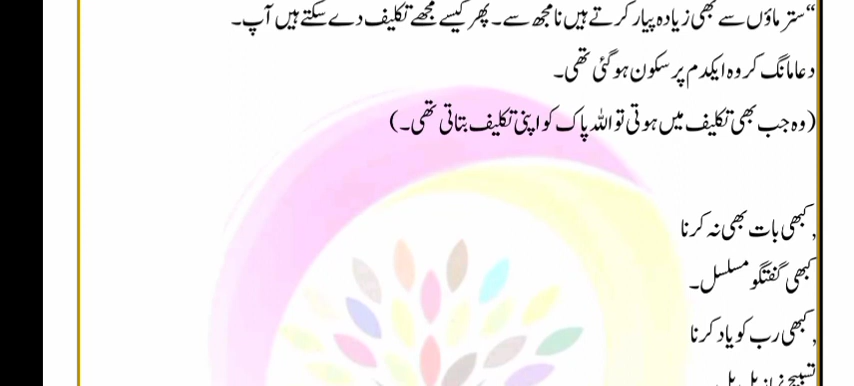 “ستر ماؤں سے بھی زیادہ پیار کرتے ہیں نا مجھ سے۔ پھر کیسے مجھے تکلیف دے سکتے ہیں آپ۔
دعا مانگ کر وہ ایکدم پر سکون ہو گئی تھی۔
(وہ جب بھی تکلیف میں ہوتی تو اللہ پاک کو اپنی تکلیف بتاتی تھی۔)
,کبھی بات بھی نہ کرنا
کبھی گفتگو مسلسل۔
,کبھی رب کو یاد کرنا